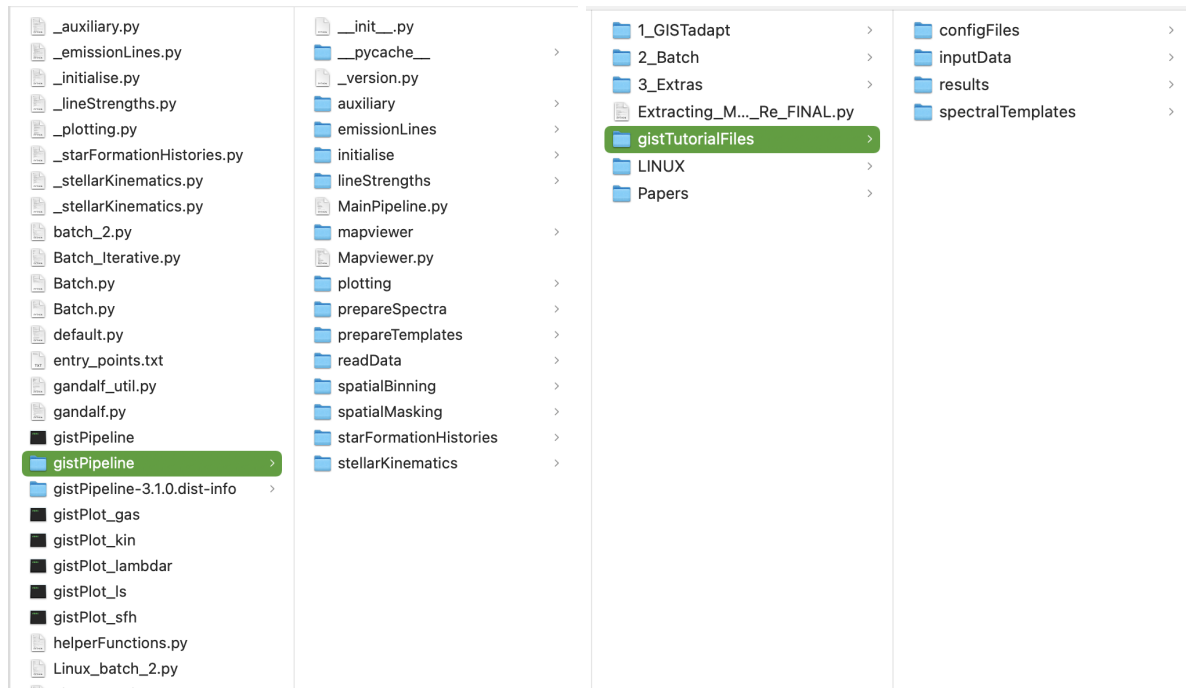 _auxiliary.py
_emissionLines.py
_initialise.py
_lineStrengths.py
_plotting.py
_starFormationHistories.py
_stellarKinematics.py
_stellarKinematics.py
batch_2.py
Batch_Iterative.py
Batch.py
Batch.py
default.py
entry_points.txt
gandalf_util.py
gandalf.py
gistPipeline
gistPipeline
gistPipeline-3.1.0.dist-info
gistPlot_gas
gistPlot_kin
gistPlot_lambdar
gistPlot_ls
gistPlot_sfh
helperFunctions.py
Linux_batch_2.py
__init__.py
__pycache__
_version.py
auxiliary
emissionLines
initialise
lineStrengths
MainPipeline.py
mapviewer
Mapviewer.py
plotting
prepareSpectra
prepareTemplates
readData
spatialBinning
spatialMasking
starFormationHistories
stellarKinematics
1_GISTadapt
2_Batch
3_Extras
Extracting_M..._Re_FINAL.py
gistTutorialFiles
LINUX
Papers
configFiles
inputData
results
spectralTemplates